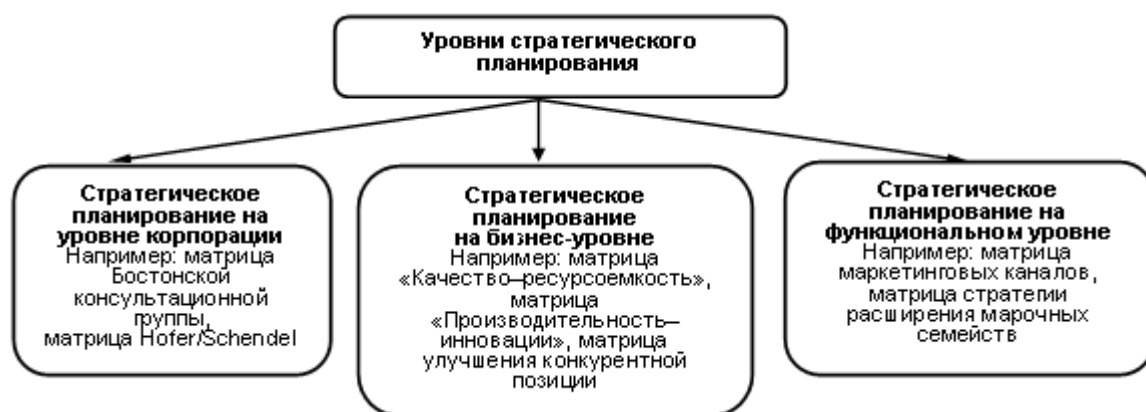 Уровни стратегического
планирования
Стратегическое
планирование на
уровне корпорации
Например: матрица
Бостонской
консультационной
группы,
матрица Hofer/Schendel
Стратегическое
планирование
на бизнес-уровне
Например: матрица
«Качество–ресурсоемкость»,
матрица
«Производительность–
инновации», матрица
улучшения конкурентной
позиции
Стратегическое
планирование на
функциональном уровне
Например: матрица
маркетинговых каналов,
матрица стратегии
расширения марочных
семейств